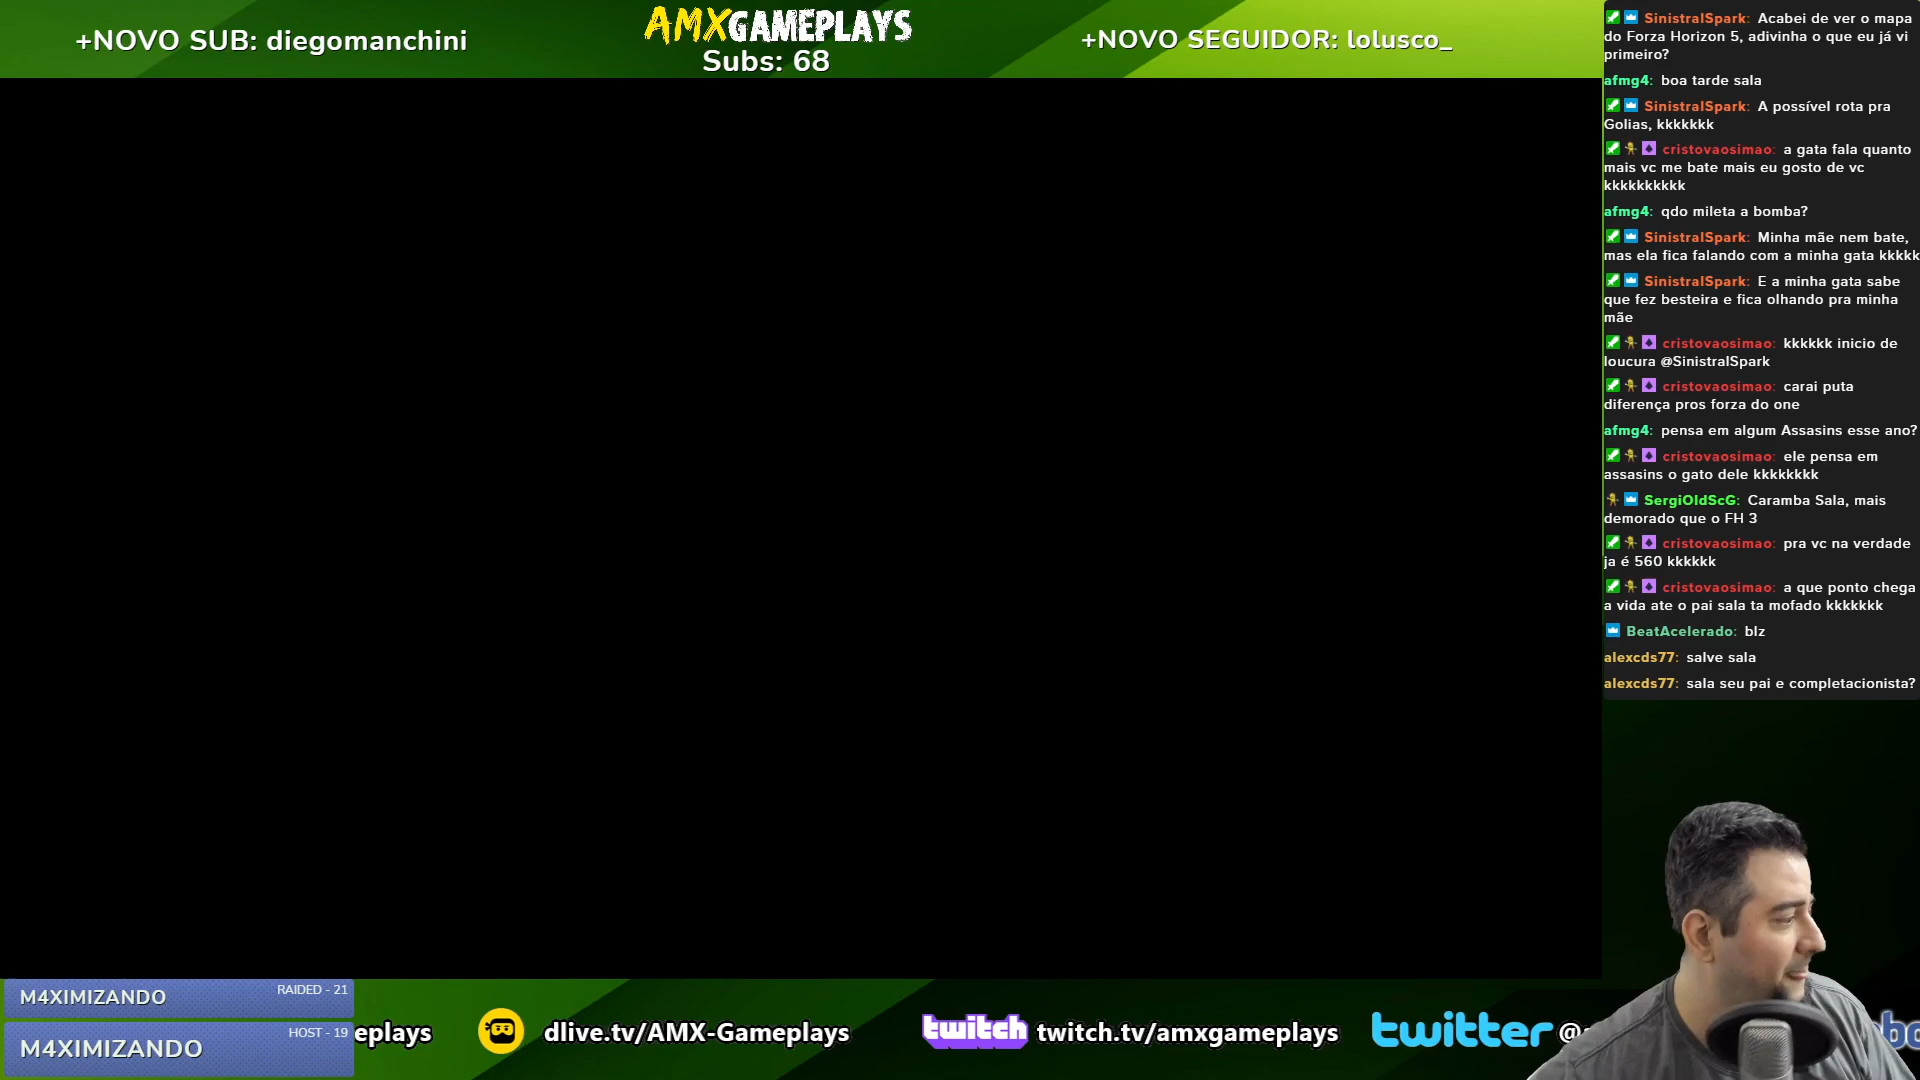 +NOVO SUB: diegomanchini
AMXGAMEPLAYS
Subs: 68
+NOVO SEGUIDOR: lolusco_
SinistralSpark: Acabei de ver o mapa
do Forza Horizon 5, adivinha o que eu já vi
primeiro?
afmg4: boa tarde sala
SinistralSpark: A possível rota pra
Golias, kkkkkkk
cristovaosimao: a gata fala quanto
mais vc me bate mais eu gosto de vc
kkkkkkkkkk
afmg4: qdo mileta a bomba?
SinistralSpark: Minha mãe nem bate,
mas ela fica falando com a minha gata kkkkk
SinistralSpark: E a minha gata sabe
que fez besteira e fica olhando pra minha
mãe
cristovaosimao: kkkkkk inicio de
loucura @SinistralSpark
cristovaosimao: carai puta
diferença pros forza do one
afmg4: pensa em algum Assasins esse ano?
cristovaosimao: ele pensa em
assasins o gato dele kkkkkkkk
SergiOldScG: Caramba Sala, mais
demorado que o FH 3
cristovaosimao: pra vc na verdade
ja é 560 kkkkkk
cristovaosimao: a que ponto chega
a vida ate o pai sala ta mofado kkkkkkk
BeatAcelerado: blz
alexcds77: salve sala
alexcds77: sala seu pai e completacionista?
M4XIMIZANDO RAIDED - 21
M4XIMIZANDO HOST - 19
eplays dlive.tv/AMX-Gameplays twitch twitch.tv/amxgameplays twitter @